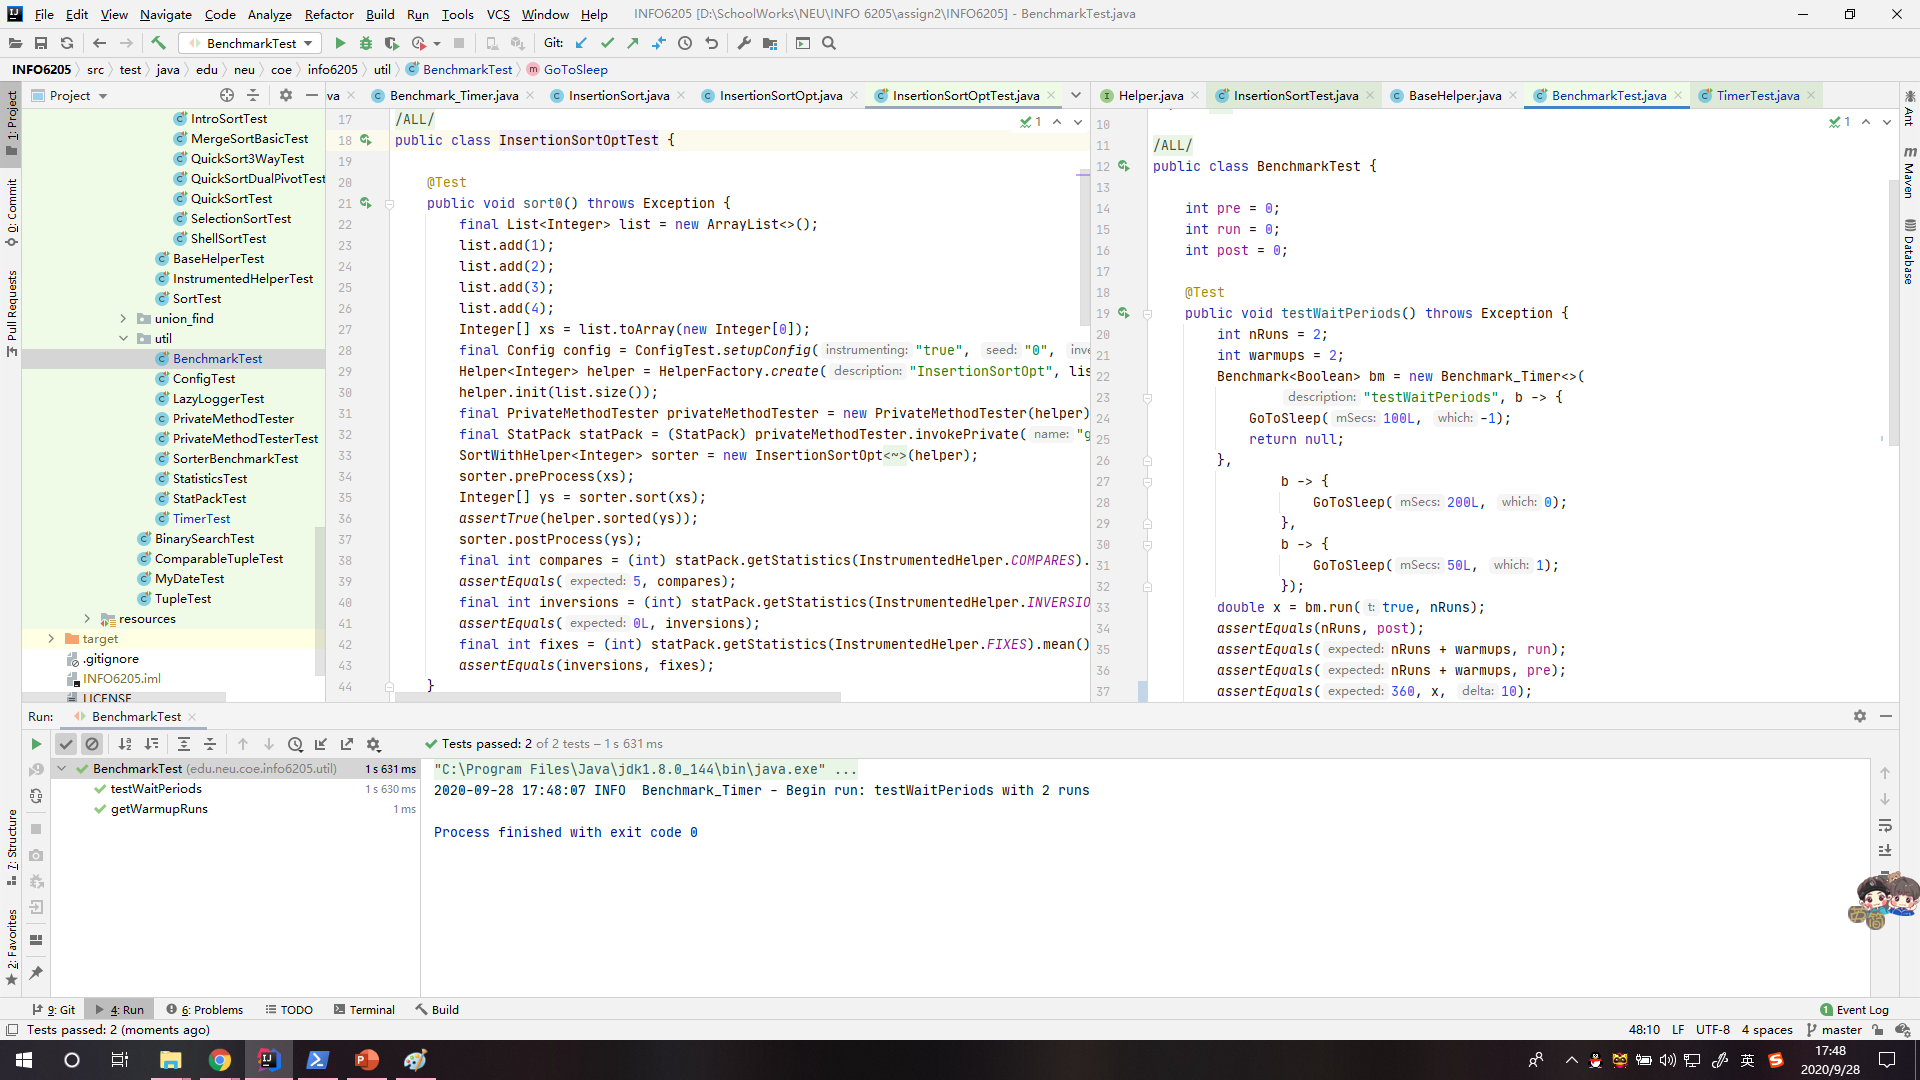 File Edit View Navigate Code Analyze Refactor Build Run Tools VCS Window Help INFO6205 [D:\SchoolWorks\NEU\INFO 6205\assign2\INFO6205] - BenchmarkTest.java
BenchmarkTest Git:
INFO6205 src test java edu neu coe info6205 util BenchmarkTest GoToSleep
Project
va Benchmark_Timer.java InsertionSort.java InsertionSortOpt.java InsertionSortOptTest.java
Helper.java InsertionSortTest.java BaseHelper.java BenchmarkTest.java TimerTest.java
1: Project
0: Commit
Pull Requests
7: Structure
2: Favorites
IntroSortTest
MergeSortBasicTest
QuickSort3WayTest
QuickSortDualPivotTest
QuickSortTest
SelectionSortTest
ShellSortTest
BaseHelperTest
InstrumentedHelperTest
SortTest
union_find
util
BenchmarkTest
ConfigTest
LazyLoggerTest
PrivateMethodTester
PrivateMethodTesterTest
SorterBenchmarkTest
StatisticsTest
StatPackTest
TimerTest
BinarySearchTest
ComparableTupleTest
MyDateTest
TupleTest
resources
target
.gitignore
INFO6205.iml
LICENSE
1
17 /ALL/
18 public class InsertionSortOptTest {
19
20 @Test
21 public void sort0() throws Exception {
22 final List<Integer> list = new ArrayList<>();
23 list.add(1);
24 list.add(2);
25 list.add(3);
26 list.add(4);
27 Integer[] xs = list.toArray(new Integer[0]);
28 final Config config = ConfigTest.setupConfig( instrumenting: "true", seed: "0", inve
29 Helper<Integer> helper = HelperFactory.create( description: "InsertionSortOpt", lis
30 helper.init(list.size());
31 final PrivateMethodTester privateMethodTester = new PrivateMethodTester(helper)
32 final StatPack statPack = (StatPack) privateMethodTester.invokePrivate( name: "g
33 SortWithHelper<Integer> sorter = new InsertionSortOpt<~>(helper);
34 sorter.preProcess(xs);
35 Integer[] ys = sorter.sort(xs);
36 assertTrue(helper.sorted(ys));
37 sorter.postProcess(ys);
38 final int compares = (int) statPack.getStatistics(InstrumentedHelper.COMPARES).
39 assertEquals( expected: 5, compares);
40 final int inversions = (int) statPack.getStatistics(InstrumentedHelper.INVERSIO
41 assertEquals( expected: 0L, inversions);
42 final int fixes = (int) statPack.getStatistics(InstrumentedHelper.FIXES).mean()
43 assertEquals(inversions, fixes);
44 }
1
10
11 /ALL/
12 public class BenchmarkTest {
13
14 int pre = 0;
15 int run = 0;
16 int post = 0;
17
18 @Test
19 public void testWaitPeriods() throws Exception {
20 int nRuns = 2;
21 int warmups = 2;
22 Benchmark<Boolean> bm = new Benchmark_Timer<>(
23 description: "testWaitPeriods", b -> {
24 GoToSleep( mSecs: 100L, which: -1);
25 return null;
26 },
27 b -> {
28 GoToSleep( mSecs: 200L, which: 0);
29 },
30 b -> {
31 GoToSleep( mSecs: 50L, which: 1);
32 });
33 double x = bm.run( t: true, nRuns);
34 assertEquals(nRuns, post);
35 assertEquals( expected: nRuns + warmups, run);
36 assertEquals( expected: nRuns + warmups, pre);
37 assertEquals( expected: 360, x, delta: 10);
Ant
Maven
Database
Run: BenchmarkTest
Tests passed: 2 of 2 tests – 1 s 631 ms
BenchmarkTest (edu.neu.coe.info6205.util) 1 s 631 ms
testWaitPeriods 1 s 630 ms
getWarmupRuns 1 ms
"C:\Program Files\Java\jdk1.8.0_144\bin\java.exe" ...
2020-09-28 17:48:07 INFO Benchmark_Timer - Begin run: testWaitPeriods with 2 runs
Process finished with exit code 0
9: Git 4: Run 6: Problems TODO Terminal Build 1 Event Log
Tests passed: 2 (moments ago) 48:10 LF UTF-8 4 spaces master
英 17:48
2020/9/28